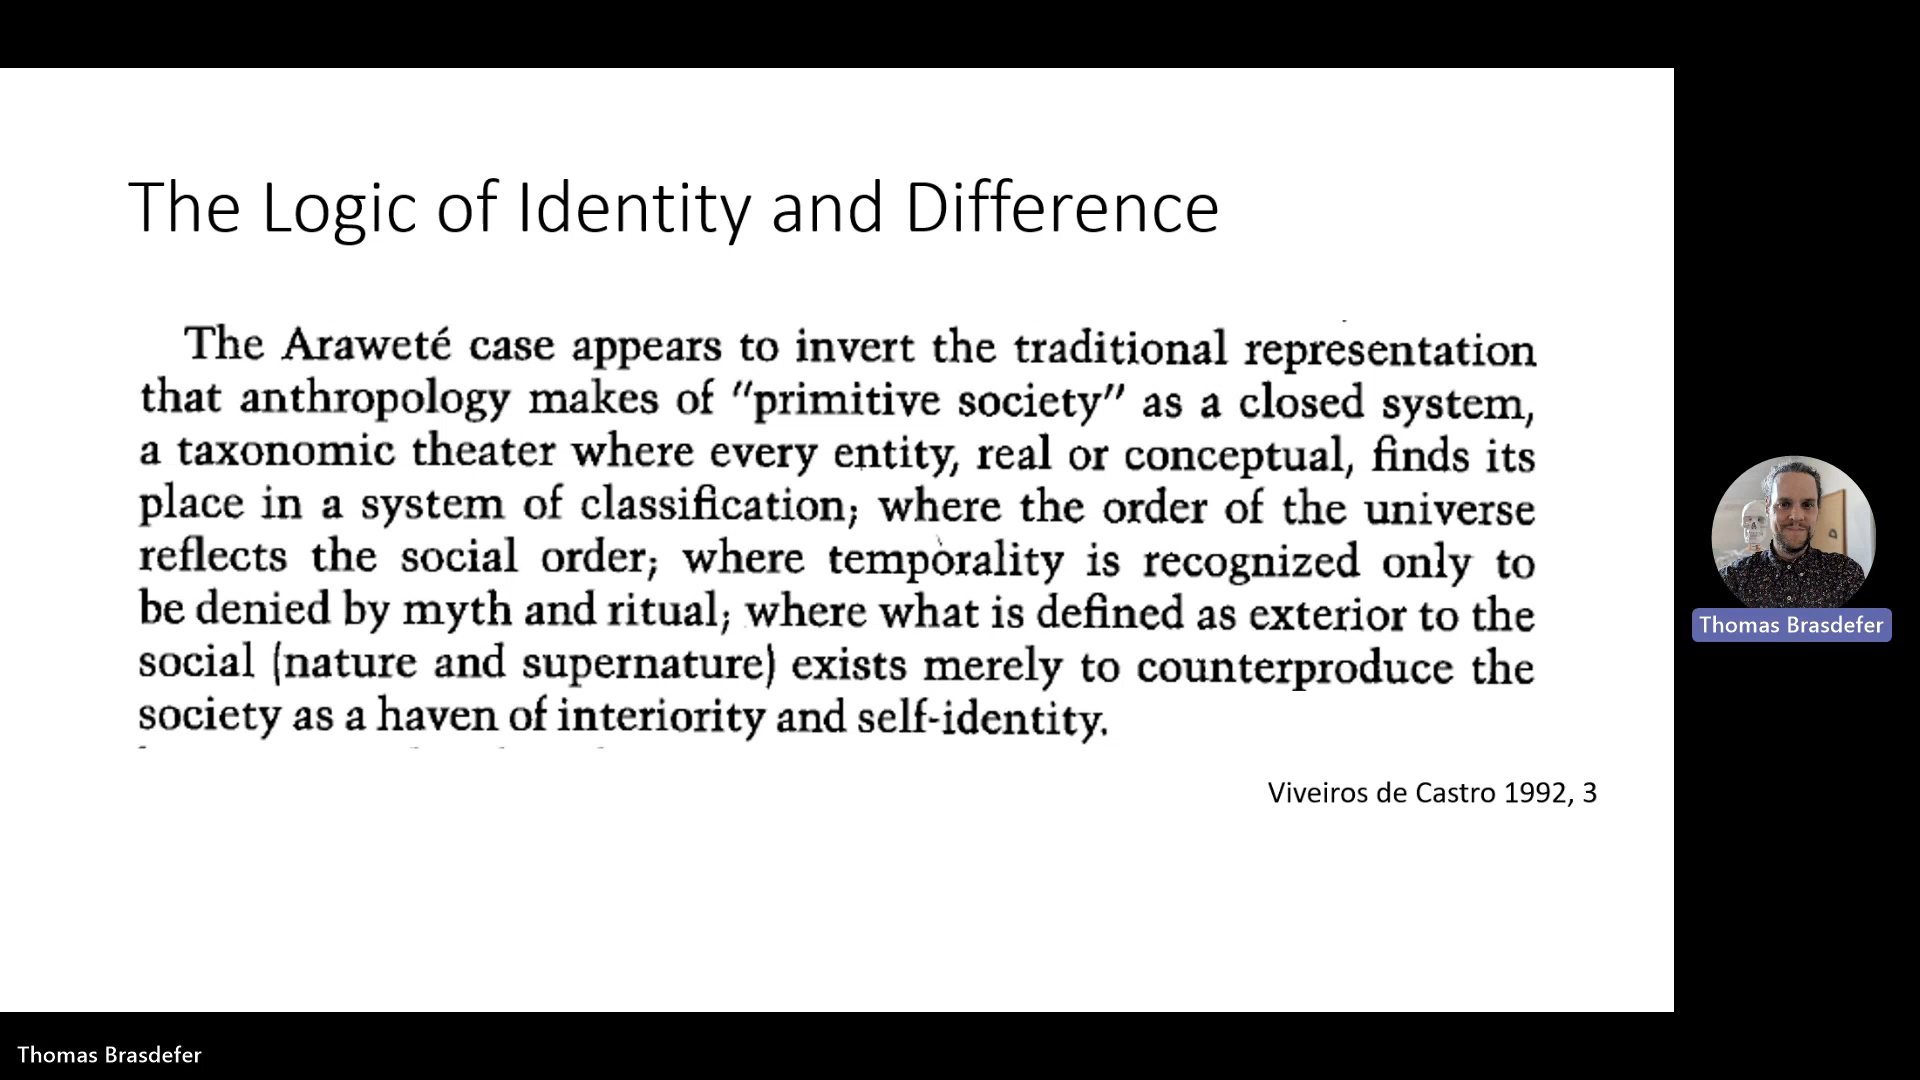 The Logic of Identity and Difference
The Araweté case appears to invert the traditional representation
that anthropology makes of "primitive society" as a closed system,
a taxonomic theater where every entity, real or conceptual, finds its
place in a system of classification; where the order of the universe
reflects the social order; where temporality is recognized only to
be denied by myth and ritual; where what is defined as exterior to the
social (nature and supernature) exists merely to counterproduce the
society as a haven of interiority and self-identity.
Viveiros de Castro 1992, 3
Thomas Brasdefer
Thomas Brasdefer